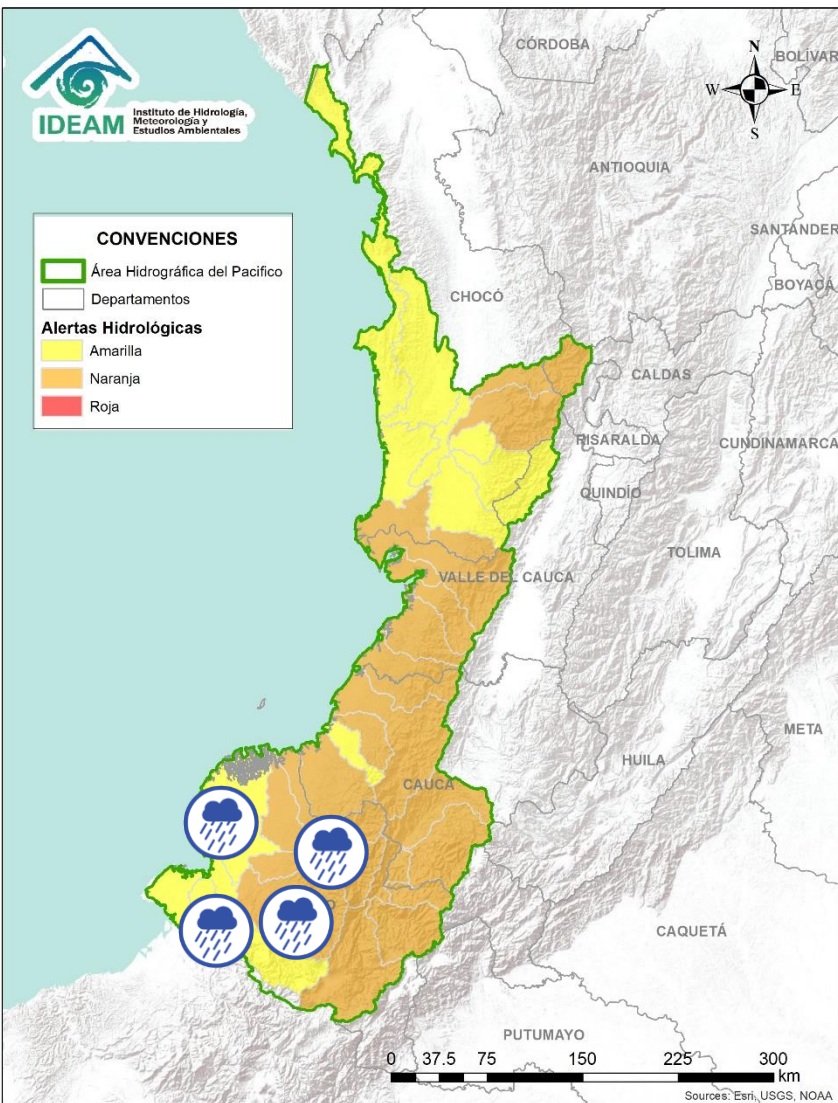 IDEAM
Instituto de Hidrología,
Meteorología y
Estudios Ambientales
CÓRDOBA
BOLÍVAR
N
W
E
S
ANTIOQUIA
SANTANDER
BOYACÁ
CONVENCIONES
Área Hidrográfica del Pacifico
Departamentos
Alertas Hidrológicas
Amarilla
Naranja
Roja
CHOCÓ
CALDAS
RISARALDA
CUNDINAMARCA
QUINDÍO
TOLIMA
VALLE DEL CAUCA
META
HUILA
CAUCA
CAQUETÁ
PUTUMAYO
0 37.5 75 150 225 300
km
Sources: Esri, USGS, NOAA